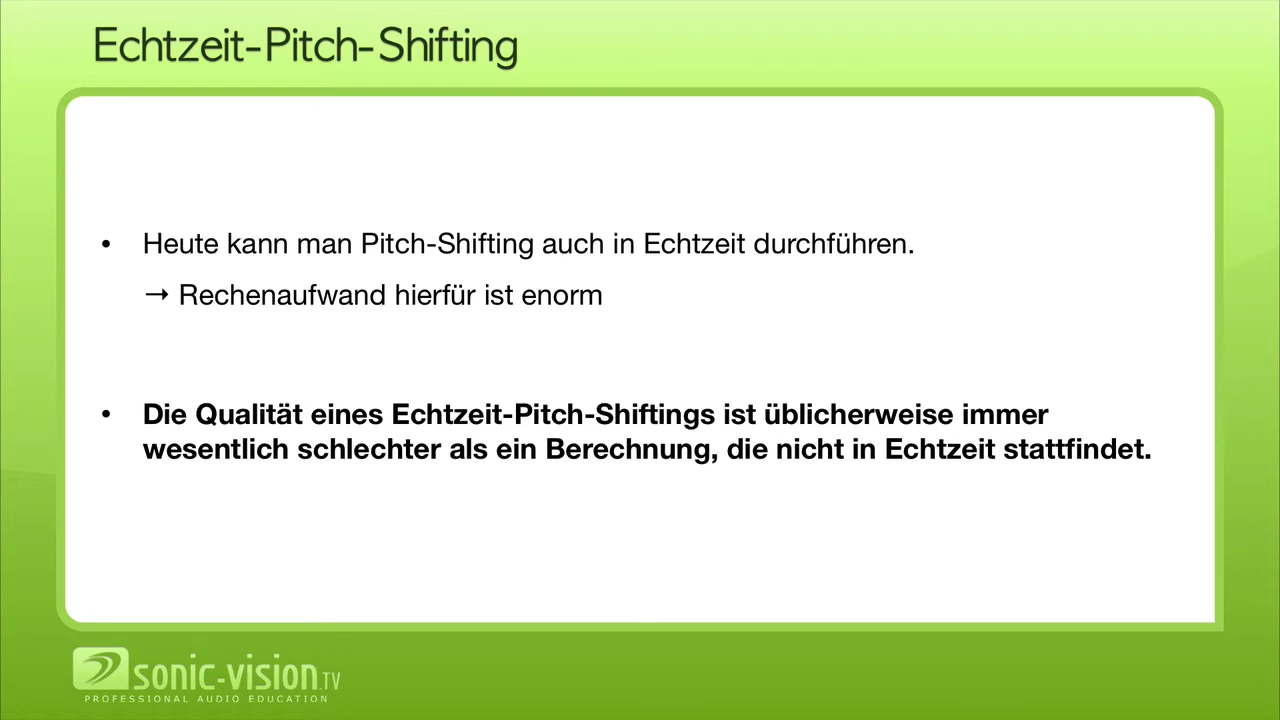 Echtzeit-Pitch-Shifting
• Heute kann man Pitch-Shifting auch in Echtzeit durchführen.
→ Rechenaufwand hierfür ist enorm
• Die Qualität eines Echtzeit-Pitch-Shiftings ist üblicherweise immer
wesentlich schlechter als ein Berechnung, die nicht in Echtzeit stattfindet.
sonic-vision.TV
PROFESSIONAL AUDIO EDUCATION